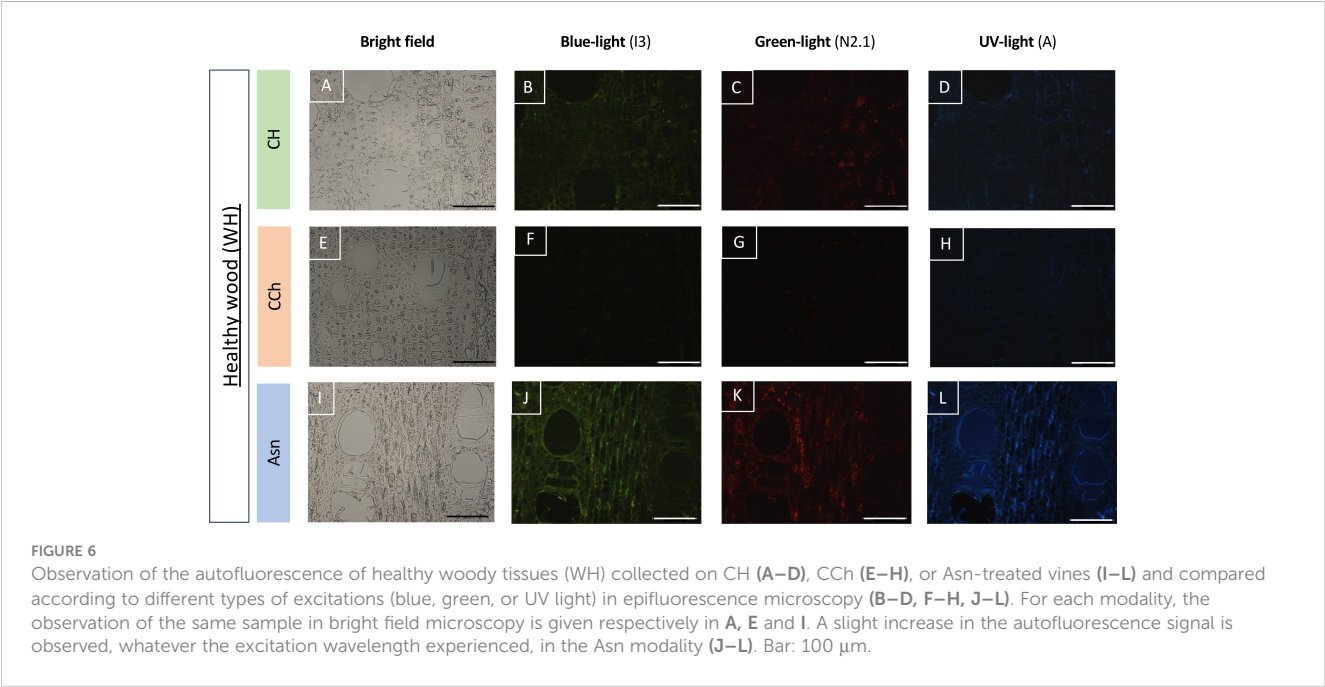 Bright field
Blue-light (I3)
Green-light (N2.1)
UV-light (A)
Healthy wood (WH)
CH
A
B
C
D
CCh
E
F
G
H
Asn
I
J
K
L
FIGURE 6
Observation of the autofluorescence of healthy woody tissues (WH) collected on CH (A–D), CCh (E–H), or Asn-treated vines (I–L) and compared
according to different types of excitations (blue, green, or UV light) in epifluorescence microscopy (B–D, F–H, J–L). For each modality, the
observation of the same sample in bright field microscopy is given respectively in A, E and I. A slight increase in the autofluorescence signal is
observed, whatever the excitation wavelength experienced, in the Asn modality (J–L). Bar: 100 μm.